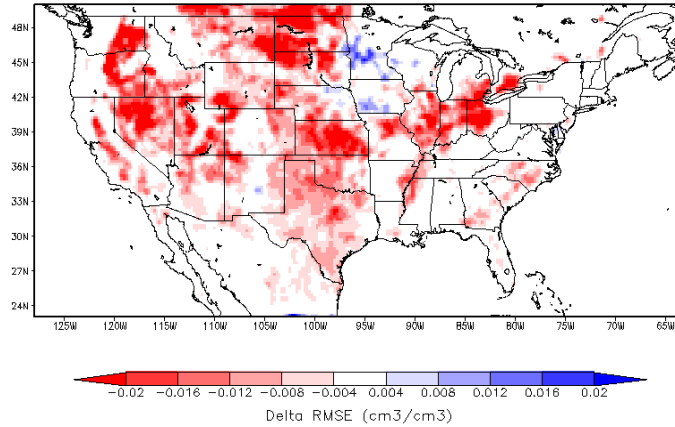 48N
45N
42N
39N
36N
33N
30N
27N
24N
125W 120W 115W 110W 105W 100W 95W 90W 85W 80W 75W 70W 65W
-0.02 -0.016 -0.012 -0.008 -0.004 0.004 0.008 0.012 0.016 0.02
Delta RMSE (cm3/cm3)